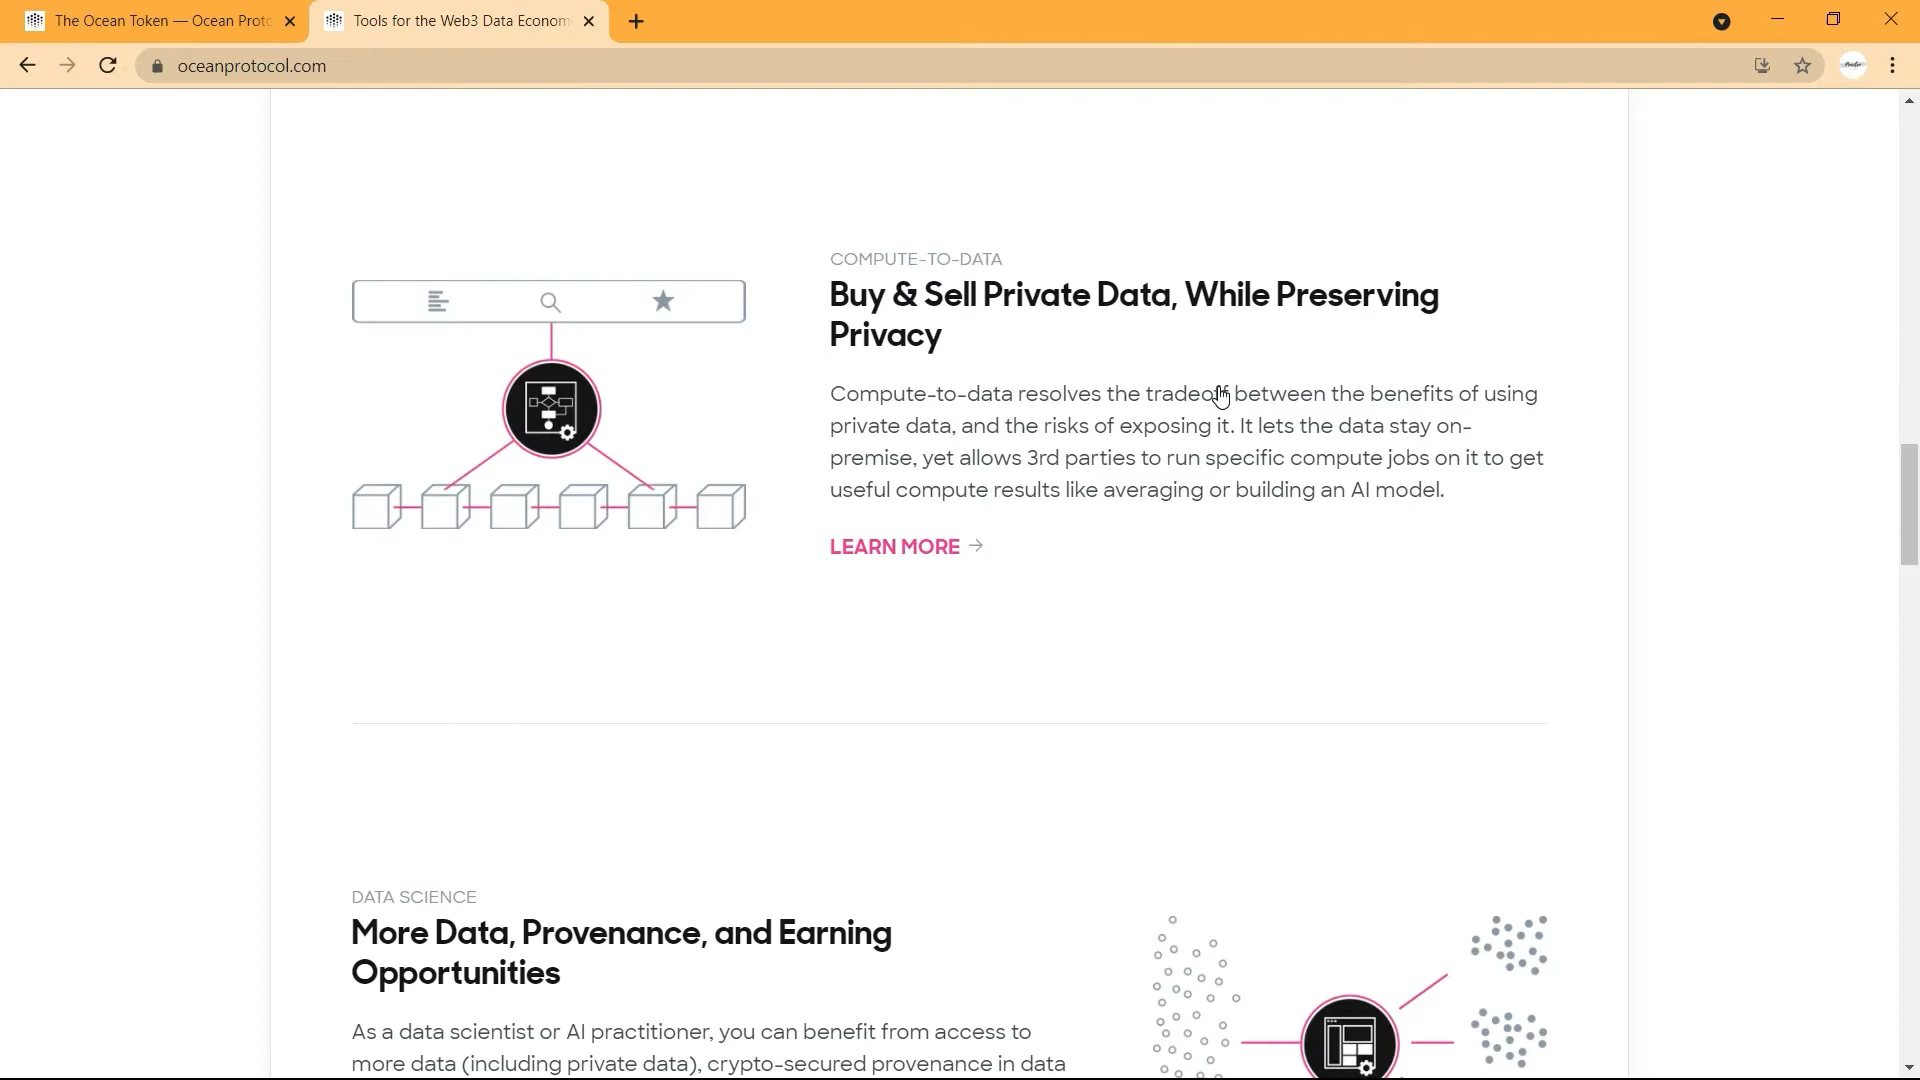 The Ocean Token — Ocean Proto
Tools for the Web3 Data Econom
oceanprotocol.com
COMPUTE-TO-DATA
Buy & Sell Private Data, While Preserving
Privacy
Compute-to-data resolves the tradeoff between the benefits of using
private data, and the risks of exposing it. It lets the data stay on-
premise, yet allows 3rd parties to run specific compute jobs on it to get
useful compute results like averaging or building an AI model.
LEARN MORE →
DATA SCIENCE
More Data, Provenance, and Earning
Opportunities
As a data scientist or AI practitioner, you can benefit from access to
more data (including private data), crypto-secured provenance in data